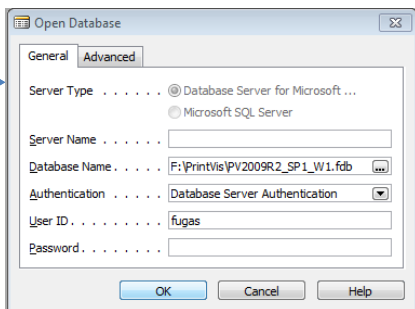 Open Database
General Advanced
Server Type . . . . . . Database Server for Microsoft ...
Microsoft SQL Server
Server Name . . . . . .
Database Name. . . . . F:\PrintVis\PV2009R2_SP1_W1.fdb ...
Authentication . . . . . Database Server Authentication
User ID. . . . . . . . . fugas
Password. . . . . . . .
OK Cancel Help